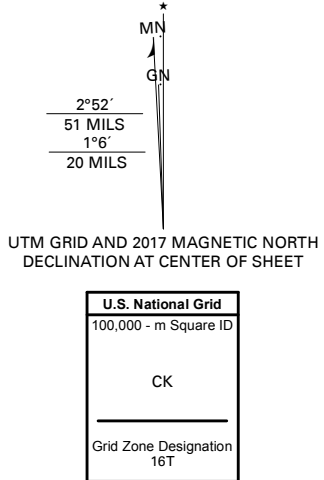 MN
GN
2°52´
51 MILS
1°6´
20 MILS
UTM GRID AND 2017 MAGNETIC NORTH
DECLINATION AT CENTER OF SHEET
U.S. National Grid
100,000 - m Square ID
CK
Grid Zone Designation
16T